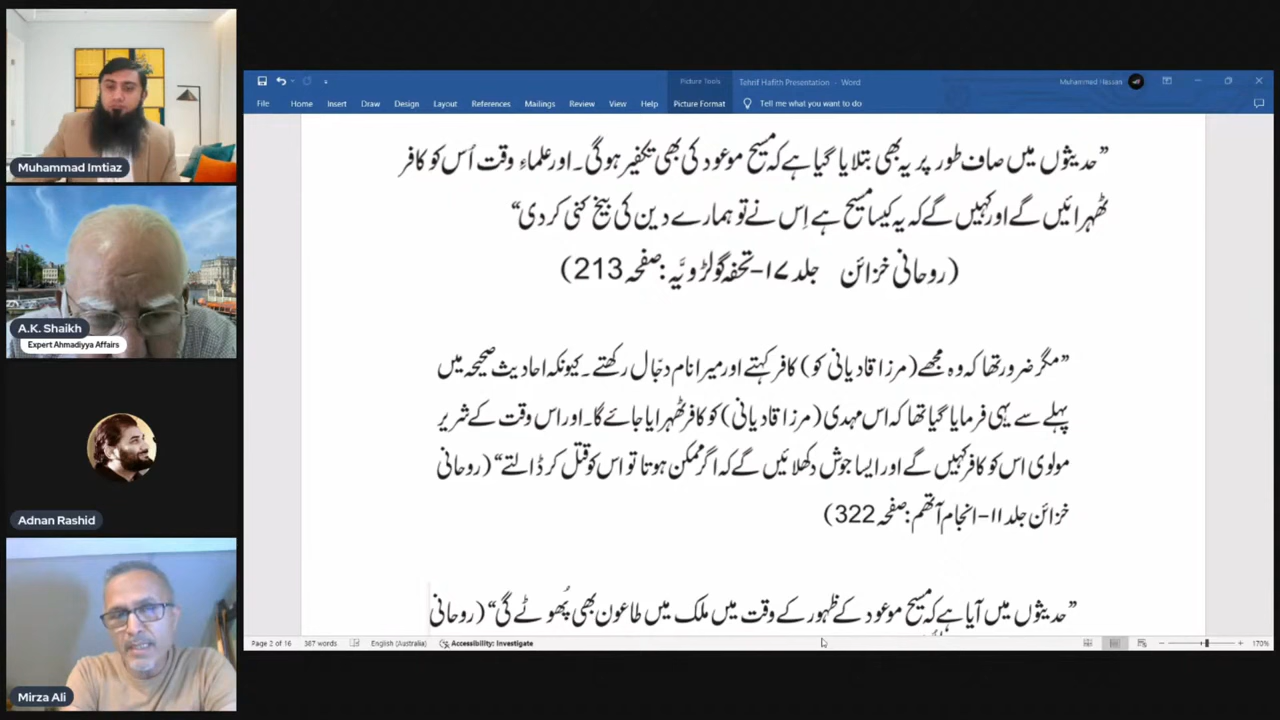 Muhammad Imtiaz
A.K. Shaikh
Expert Ahmadiyya Affairs
Adnan Rashid
Mirza Ali
Picture Tools
Tehrif Hafith Presentation - Word
Muhammad Hassan
File Home Insert Draw Design Layout References Mailings Review View Help Picture Format Tell me what you want to do
”حدیثوں میں صاف طور پر یہ بھی بتلایا گیا ہے کہ مسیح موعود کی بھی تکفیر ہوگی۔ اور علماء وقت اُس کو کافر
ٹھہرائیں گے اور کہیں گے کہ یہ کیسا مسیح ہے اِس نے تو ہمارے دین کی بیخ کنی کر دی“
(روحانی خزائن جلد ۱۷-تحفہ گولڑویَّہ :صفحہ 213)
”مگر ضرور تھا کہ وہ مجھے (مرزا قادیانی کو) کافر کہتے اور میرا نام دجّال رکھتے۔ کیونکہ احادیث صحیحہ میں
پہلے سے یہی فرمایا گیا تھا کہ اس مہدی (مرزا قادیانی) کو کافر ٹھہرایا جائے گا۔ اور اس وقت کے شریر
مولوی اس کو کافر کہیں گے اور ایسا جوش دکھلائیں گے کہ اگر ممکن ہوتا تو اس کو قتل کر ڈالتے“ (روحانی
خزائن جلد ۱۱-انجام آتھم :صفحہ 322)
”حدیثوں میں آیا ہے کہ مسیح موعود کے ظہور کے وقت میں ملک میں طاعون بھی پُھوٹے گی“ (روحانی
Page 2 of 16 387 words English (Australia) Accessibility: Investigate 170%